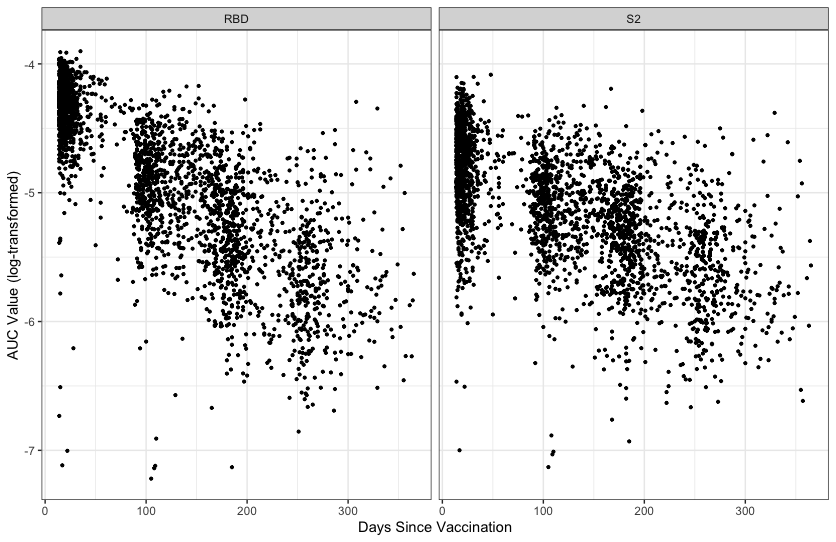 RBD
S2
AUC Value (log-transformed)
-4
-5
-6
-7
0 100 200 300
0 100 200 300
Days Since Vaccination